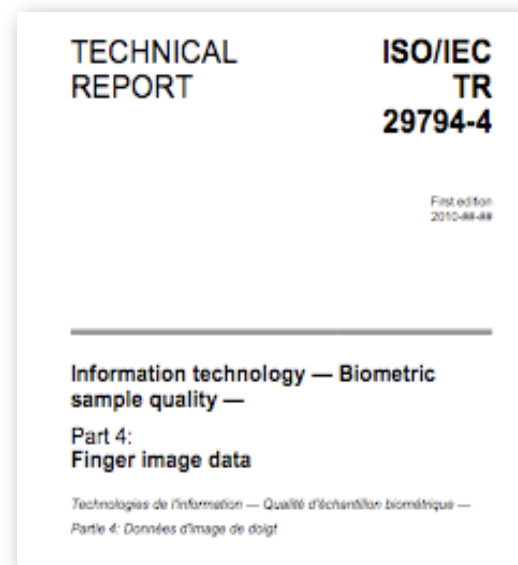 TECHNICAL
REPORT
ISO/IEC
TR
29794-4
First edition
2010-##-##
Information technology — Biometric
sample quality —
Part 4:
Finger image data
Technologies de l'information — Qualité d'échantillon biométrique —
Partie 4: Données d'image de doigt